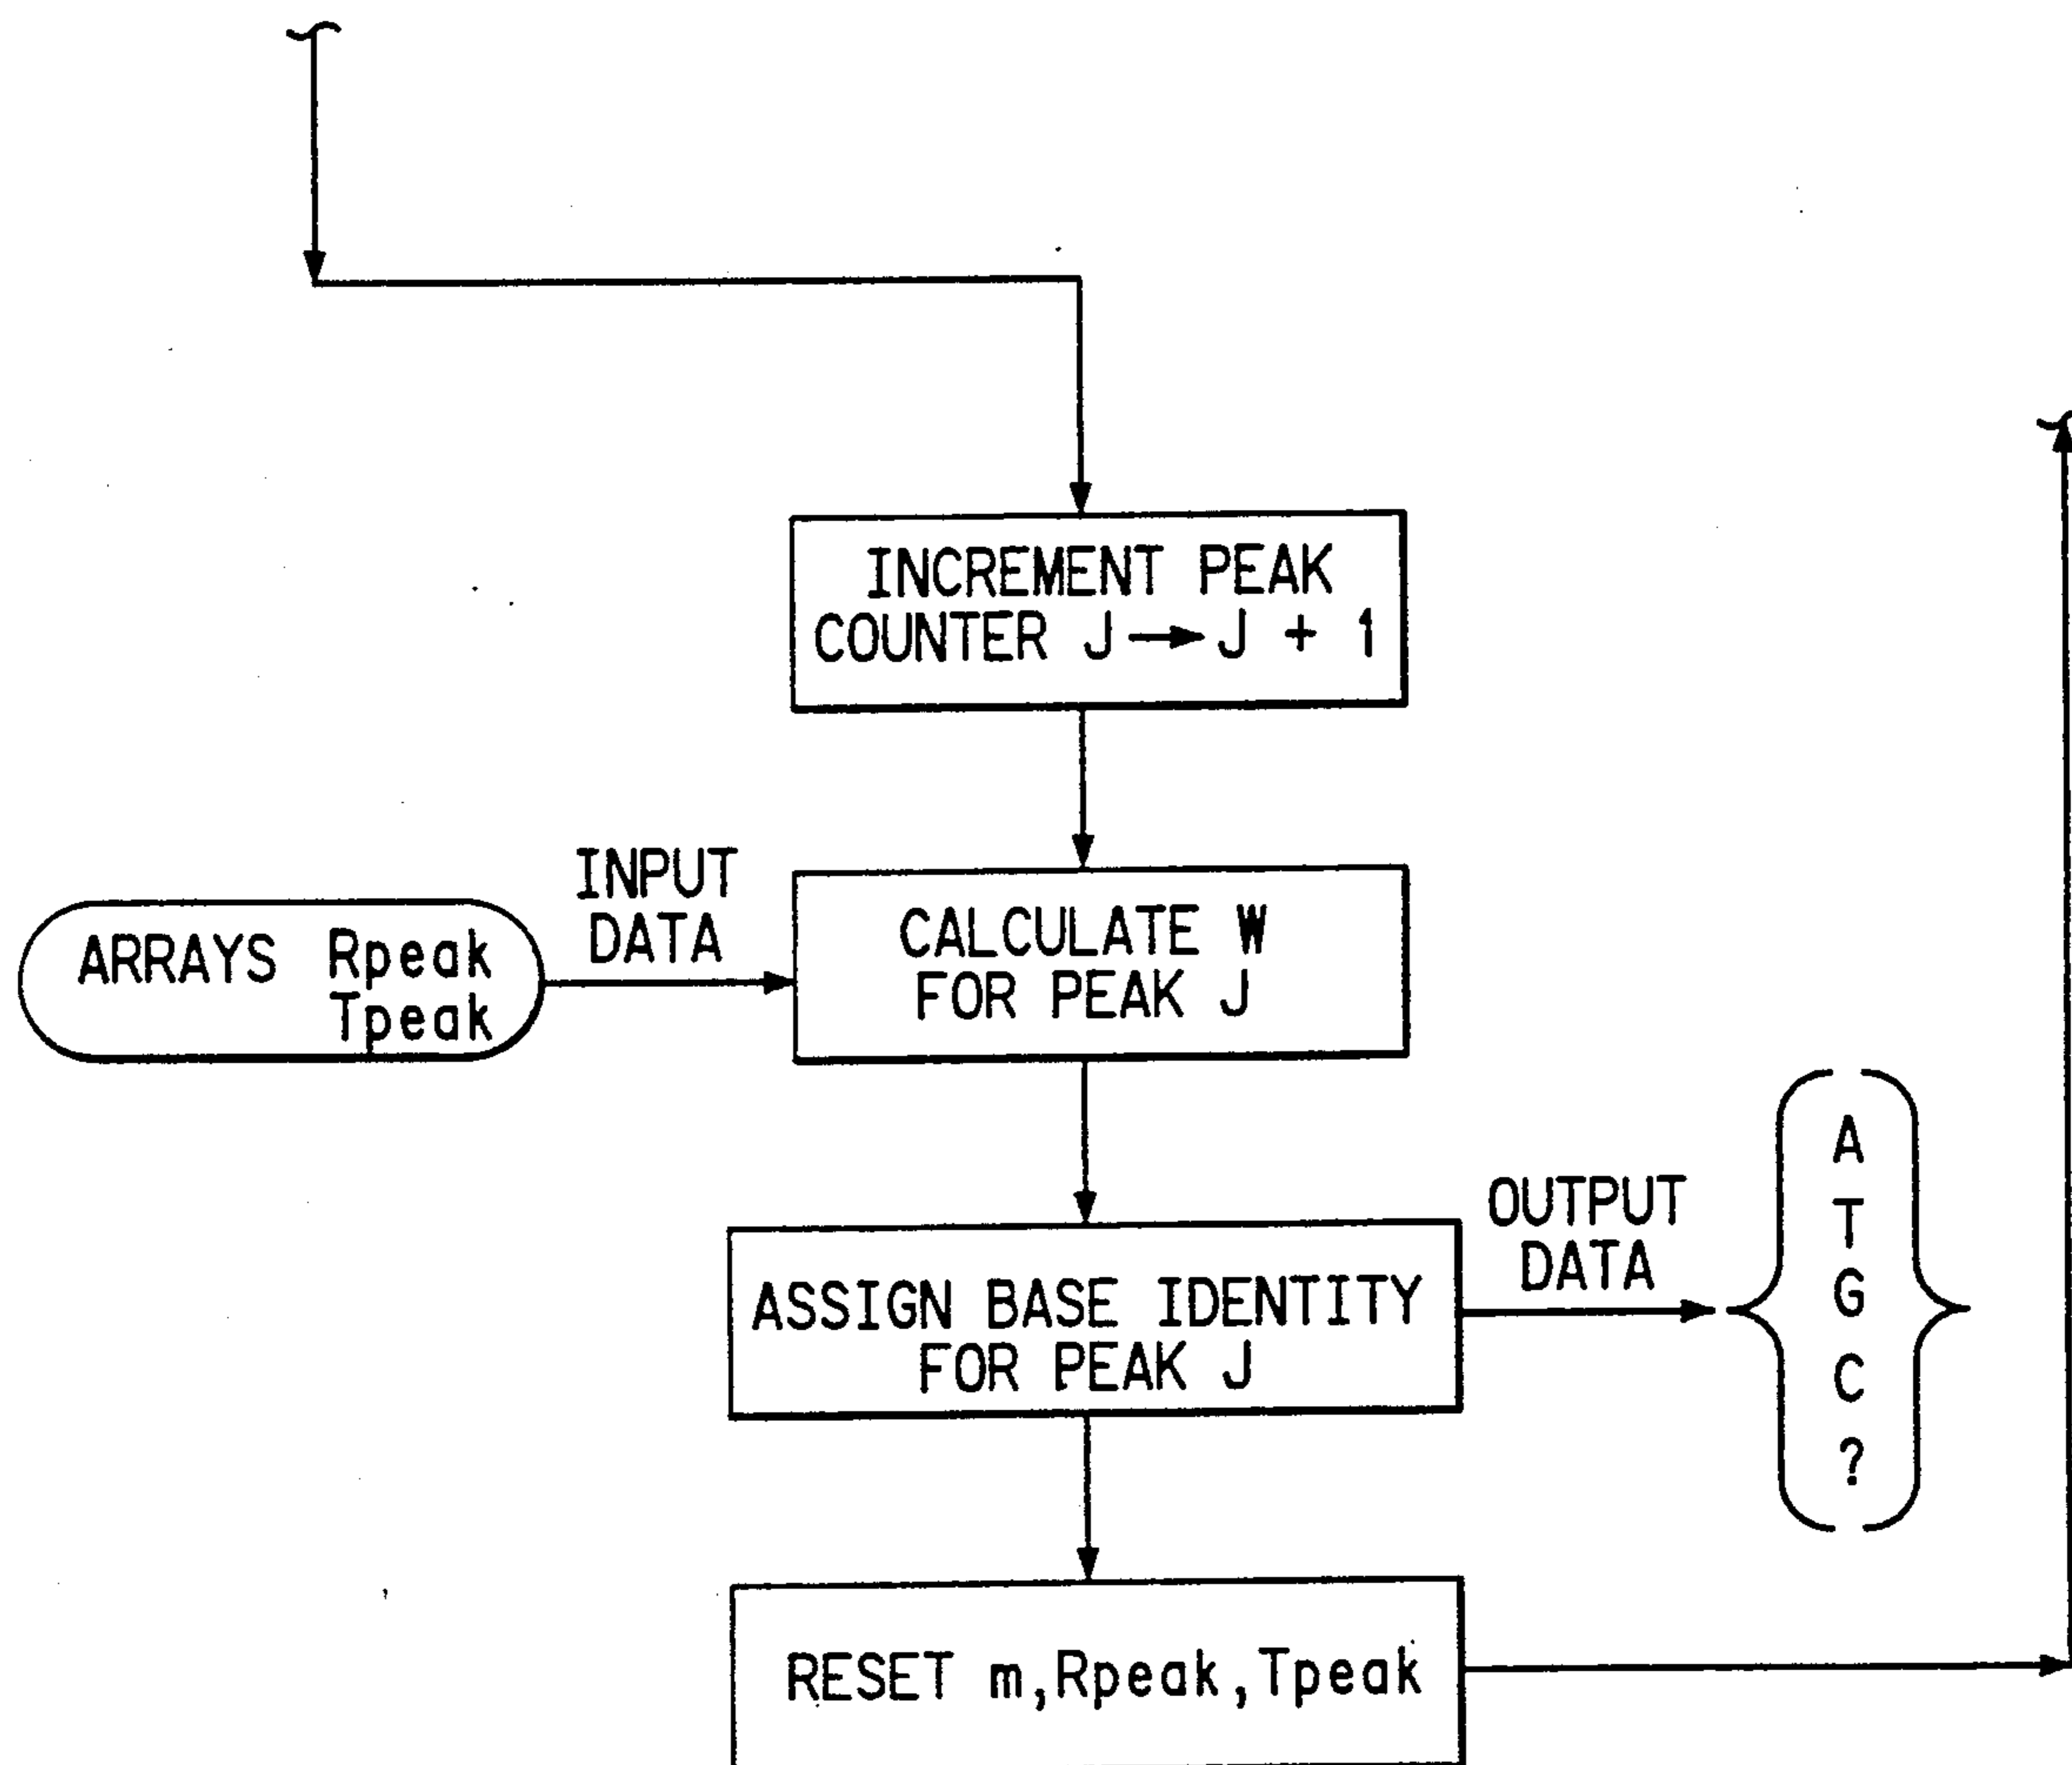 INCREMENT PEAK
COUNTER J → J + 1
INPUT
DATA
ARRAYS Rpeak
Tpeak
CALCULATE W
FOR PEAK J
ASSIGN BASE IDENTITY
FOR PEAK J
OUTPUT
DATA
A
T
G
C
?
RESET m,Rpeak,Tpeak